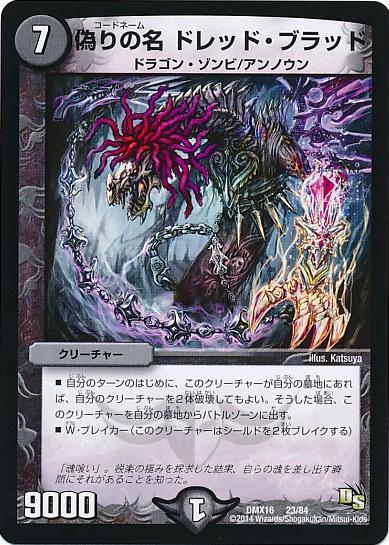 7
コードネーム
偽りの名 ドレッド・ブラッド
ドラゴン・ゾンビ/アンノウン
illus. Katsuya
クリーチャー
■ 自分のターンのはじめに、このクリーチャーが自分の墓地にあれば、自分のクリーチャーを2体破壊してもよい。そうした場合、このクリーチャーを自分の墓地からバトルゾーンに出す。
■ W・ブレイカー(このクリーチャーはシールドを2枚ブレイクする)
「魂喰い」。悦楽の極みを探求した結果、自らの魂を差し出す瞬間にそれがあることを知った。
9000
DMX16 23/84
©2014 Wizards/Shogakukan/Mitsui-Kids
DS